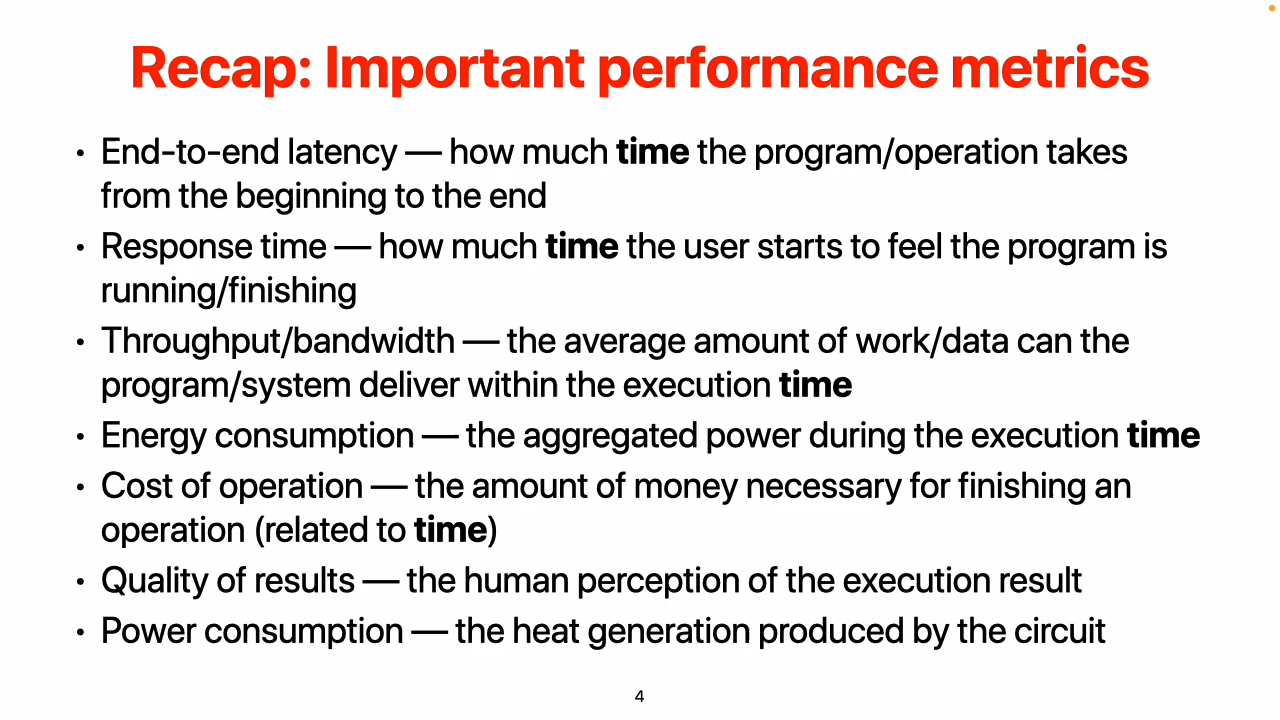 Recap: Important performance metrics
• End-to-end latency — how much time the program/operation takes
from the beginning to the end
• Response time — how much time the user starts to feel the program is
running/finishing
• Throughput/bandwidth — the average amount of work/data can the
program/system deliver within the execution time
• Energy consumption — the aggregated power during the execution time
• Cost of operation — the amount of money necessary for finishing an
operation (related to time)
• Quality of results — the human perception of the execution result
• Power consumption — the heat generation produced by the circuit
4